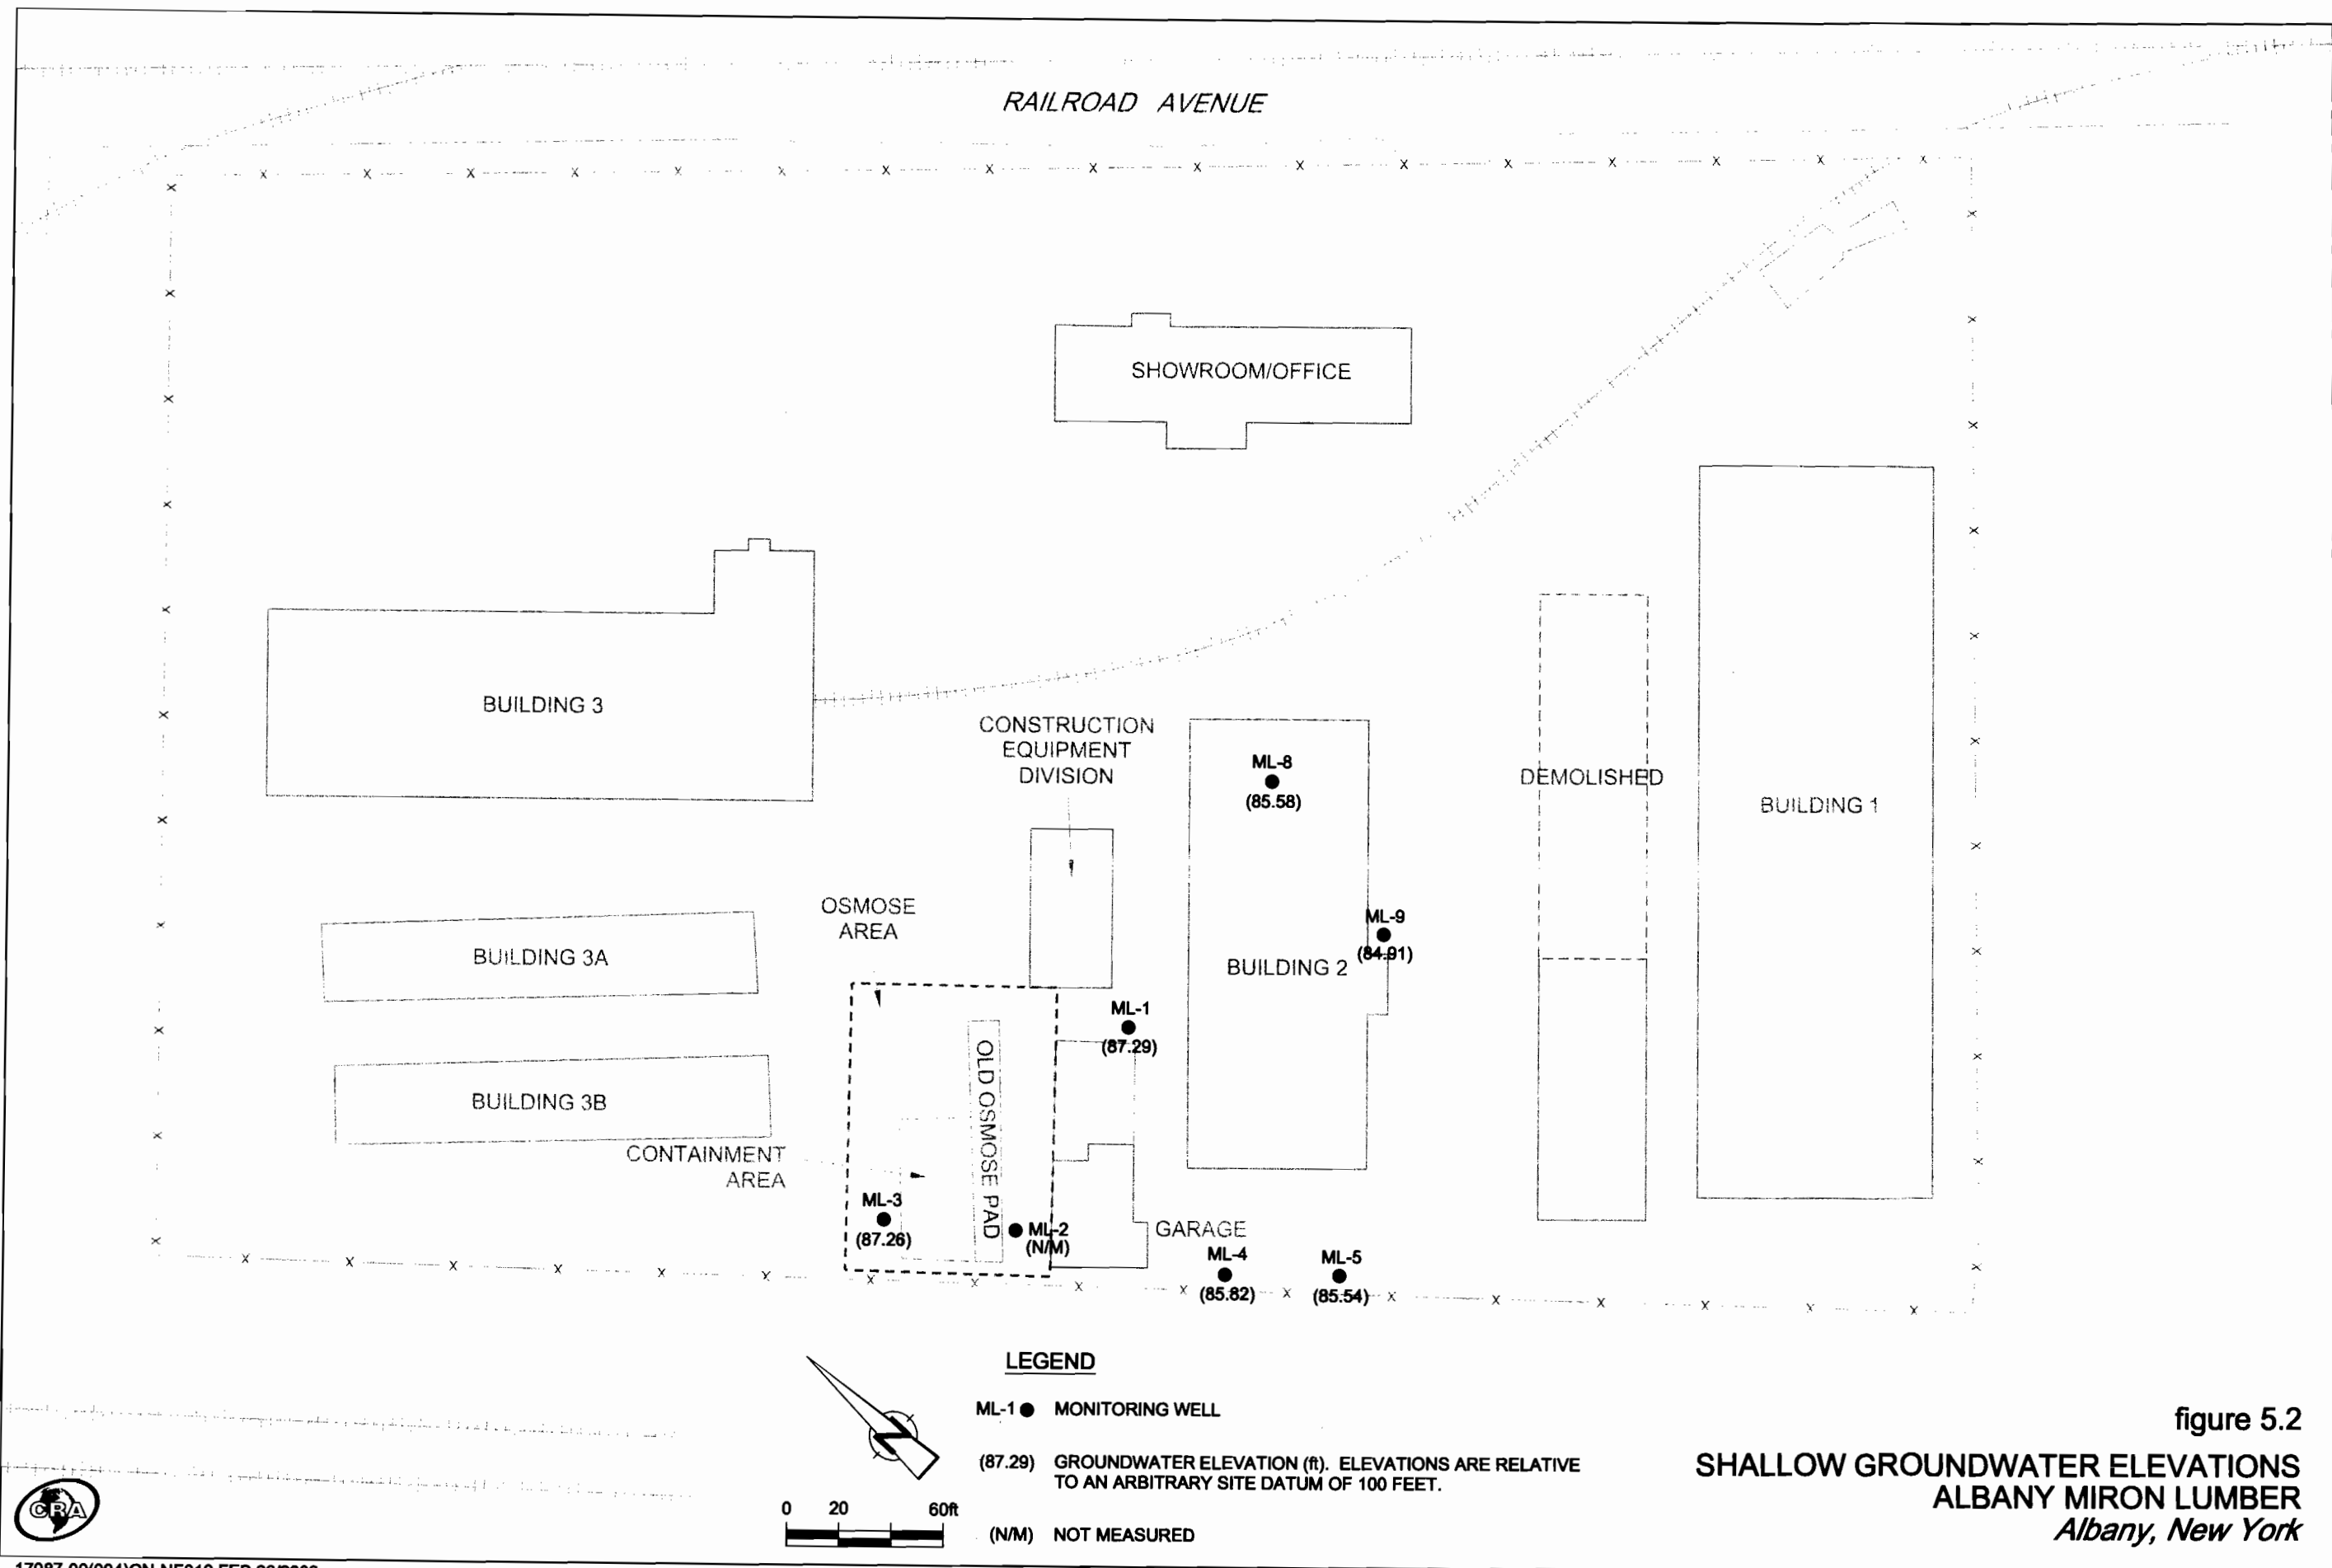 RAILROAD AVENUE
SHOWROOM/OFFICE
BUILDING 3
CONSTRUCTION
EQUIPMENT
DIVISION
ML-8
(85.58)
DEMOLISHED
BUILDING 1
OSMOSE
AREA
ML-9
(84.91)
BUILDING 3A
BUILDING 2
ML-1
(87.29)
OLD OSMOSE PAD
BUILDING 3B
CONTAINMENT
AREA
ML-3
(87.26)
ML-2
(N/M)
GARAGE
ML-4
(85.82)
ML-5
(85.54)
LEGEND
ML-1 MONITORING WELL
(87.29) GROUNDWATER ELEVATION (ft). ELEVATIONS ARE RELATIVE
TO AN ARBITRARY SITE DATUM OF 100 FEET.
(N/M) NOT MEASURED
N
0 20 60ft
CRA
figure 5.2
SHALLOW GROUNDWATER ELEVATIONS
ALBANY MIRON LUMBER
Albany, New York